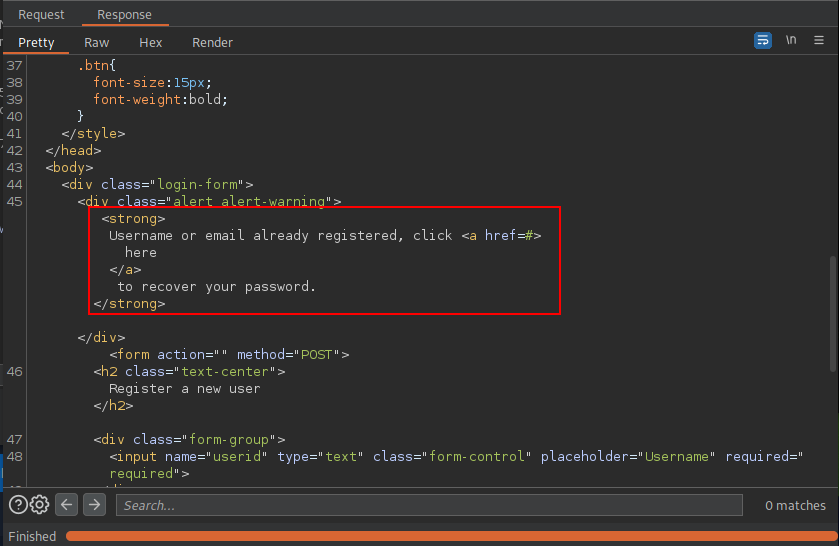 Request Response
Pretty Raw Hex Render \n
37 .btn{
38 font-size:15px;
39 font-weight:bold;
40 }
41 </style>
42 </head>
43 <body>
44 <div class="login-form">
45 <div class="alert alert-warning">
<strong>
Username or email already registered, click <a href=#>
here
</a>
to recover your password.
</strong>
</div>
<form action="" method="POST">
46 <h2 class="text-center">
Register a new user
</h2>
47 <div class="form-group">
48 <input name="userid" type="text" class="form-control" placeholder="Username" required="
required">
Search...
0 matches
Finished